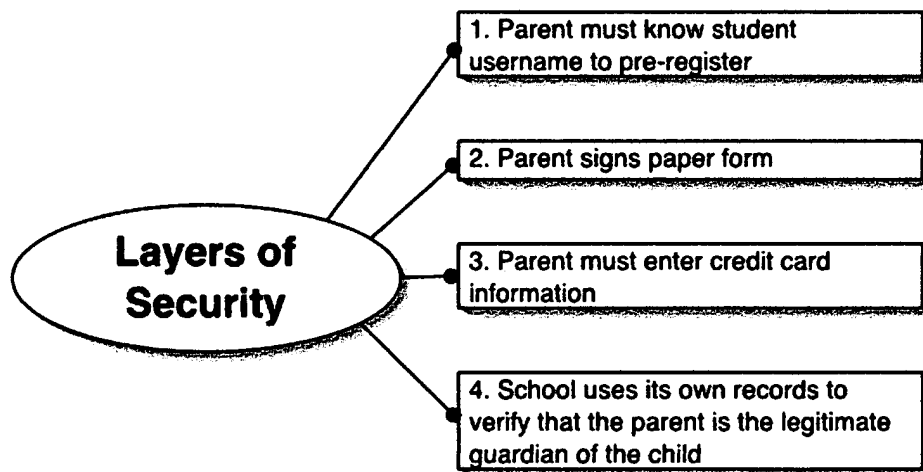 1. Parent must know student
username to pre-register
2. Parent signs paper form
Layers of
Security
3. Parent must enter credit card
information
4. School uses its own records to
verify that the parent is the legitimate
guardian of the child